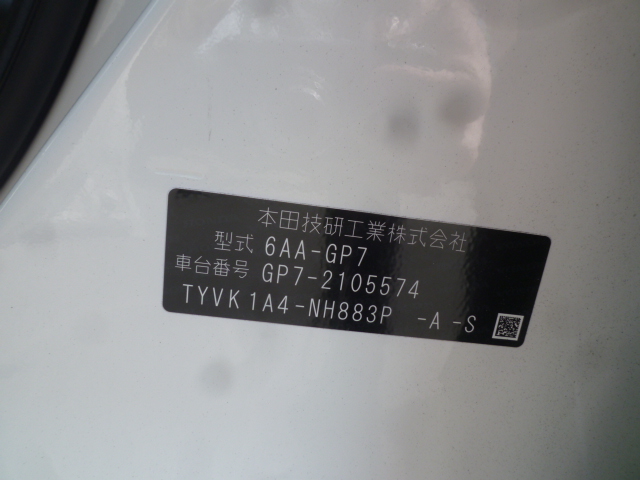 本田技研工業株式会社
型式 6AA-GP7
車台番号 GP7-2105574
TYVK1A4-NH883P -A -S